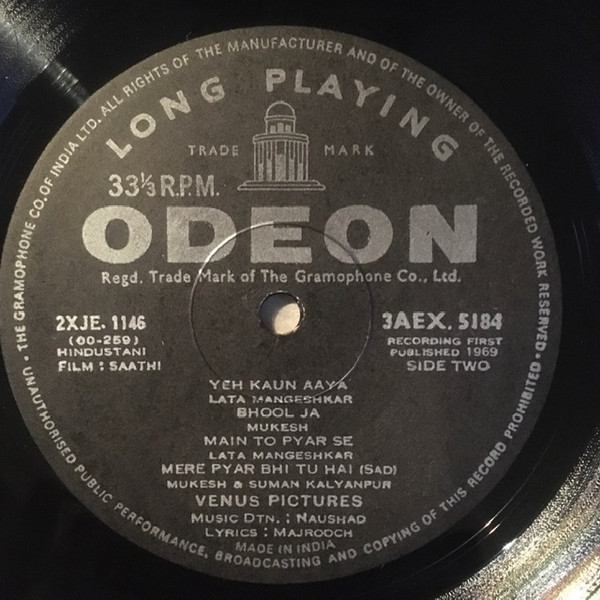 UNAUTHORISED PUBLIC PERFORMANCE, BROADCASTING AND COPYING OF THIS RECORD PROHIBITED • THE GRAMOPHONE CO. OF INDIA LTD. ALL RIGHTS OF THE MANUFACTURER AND OF THE OWNER OF THE RECORDED WORK RESERVED •
LONG PLAYING
TRADE MARK
33⅓ R.P.M.
ODEON
Regd. Trade Mark of The Gramophone Co., Ltd.
2XJE. 1146 3AEX. 5184
(00-259) RECORDING FIRST
HINDUSTANI PUBLISHED 1969
FILM : SAATHI SIDE TWO
YEH KAUN AAYA
LATA MANGESHKAR
BHOOL JA
MUKESH
MAIN TO PYAR SE
LATA MANGESHKAR
MERE PYAR BHI TU HAI (SAD)
MUKESH & SUMAN KALYANPUR
VENUS PICTURES
MUSIC DTN. : NAUSHAD
LYRICS : MAJROOCH
MADE IN INDIA